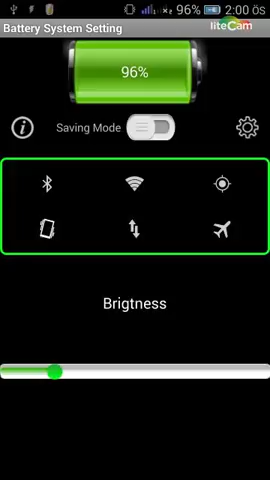 96% 2:00 ÖS
liteCam
Battery System Setting
96%
Saving Mode
Brigtness